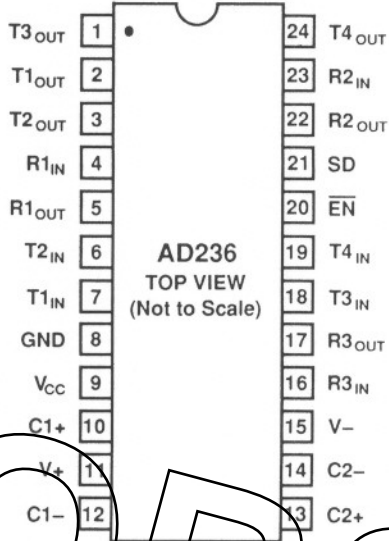 T3OUT 1 24 T4OUT
T1OUT 2 23 R2IN
T2OUT 3 22 R2OUT
R1IN 4 21 SD
R1OUT 5 20 EN
T2IN 6 AD236 19 T4IN
TOP VIEW
T1IN 7 (Not to Scale) 18 T3IN
GND 8 17 R3OUT
VCC 9 16 R3IN
C1+ 10 15 V−
V+ 11 14 C2−
C1− 12 13 C2+